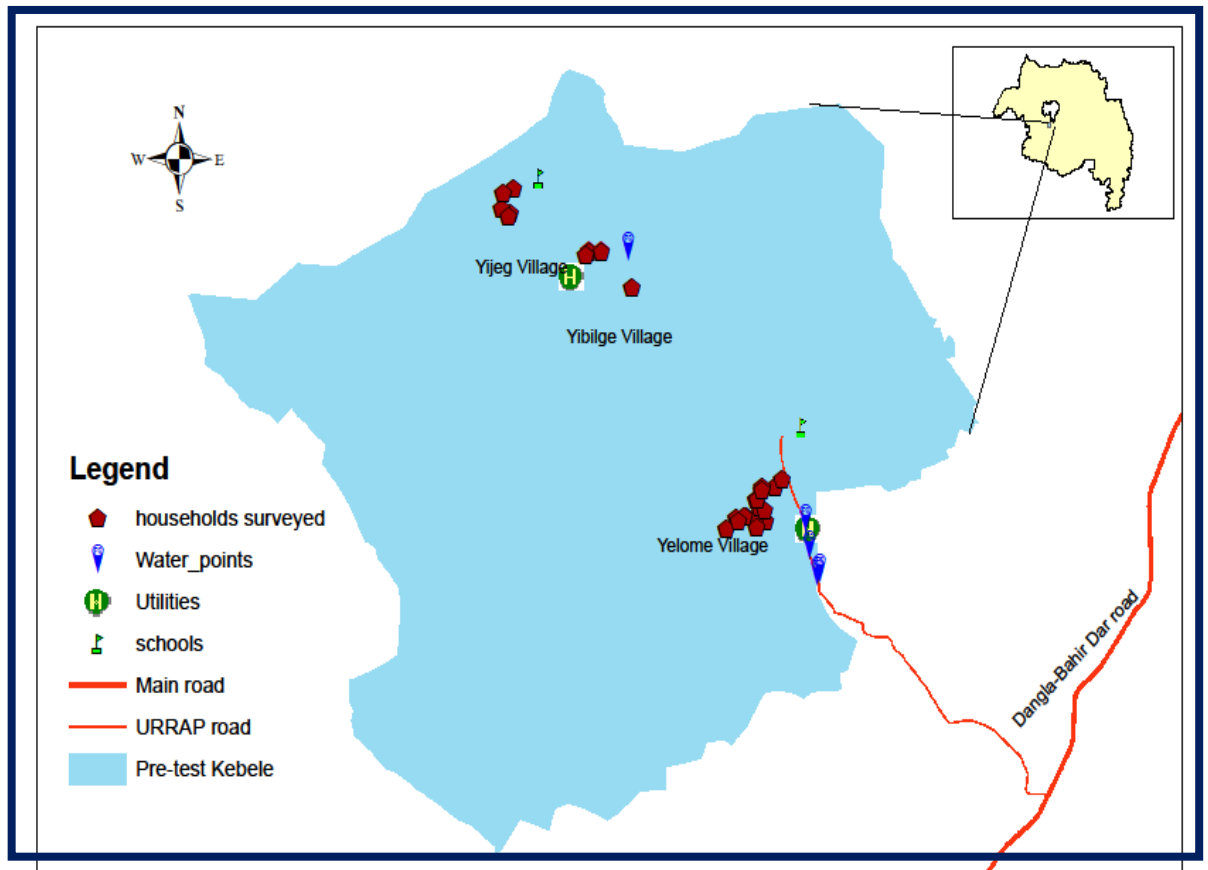 N
W E
S
Yijeg Village
H
Yibilge Village
Legend
households surveyed
Water_points
H
Utilities
schools
Main road
URRAP road
Pre-test Kebele
Yelome Village
H
Dangla-Bahir Dar road